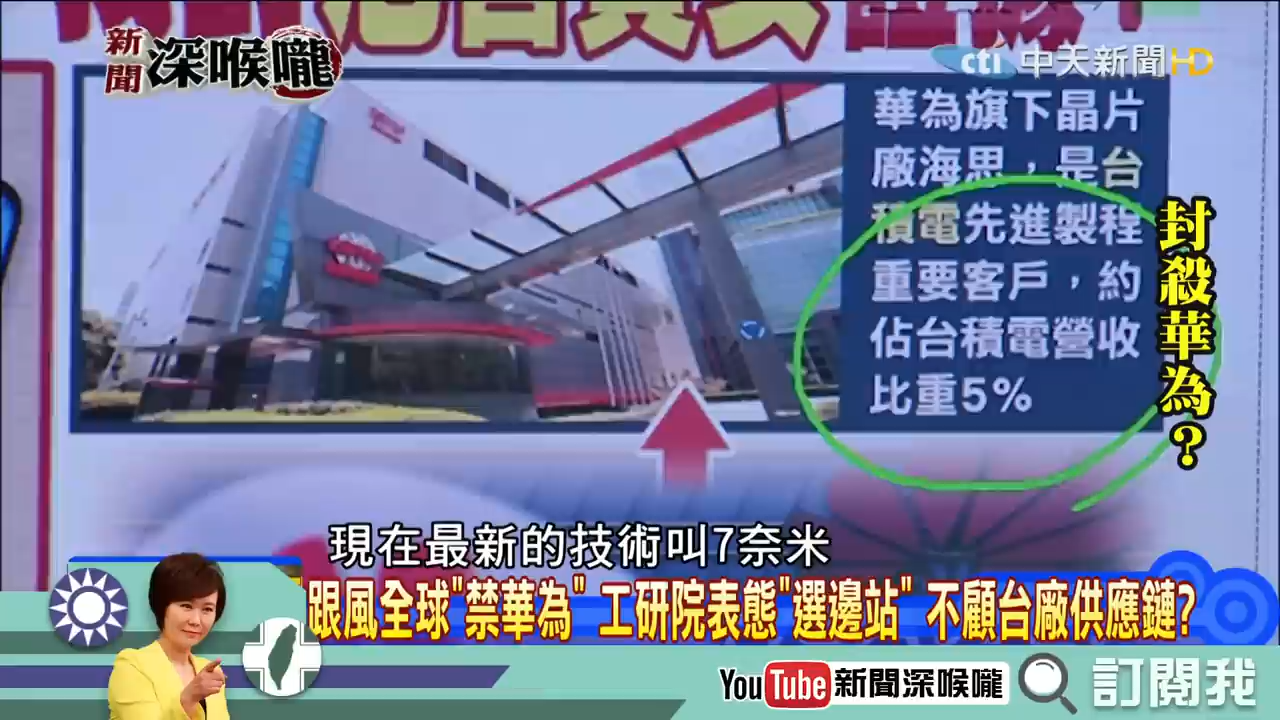 新聞深喉嚨
cti 中天新聞HD
華為旗下晶片
廠海思，是台
積電先進製程
重要客戶，約
佔台積電營收
比重5%
封殺華為？
現在最新的技術叫7奈米
跟風全球"禁華為" 工研院表態"選邊站" 不顧台廠供應鏈?
YouTube 新聞深喉嚨 訂閱我